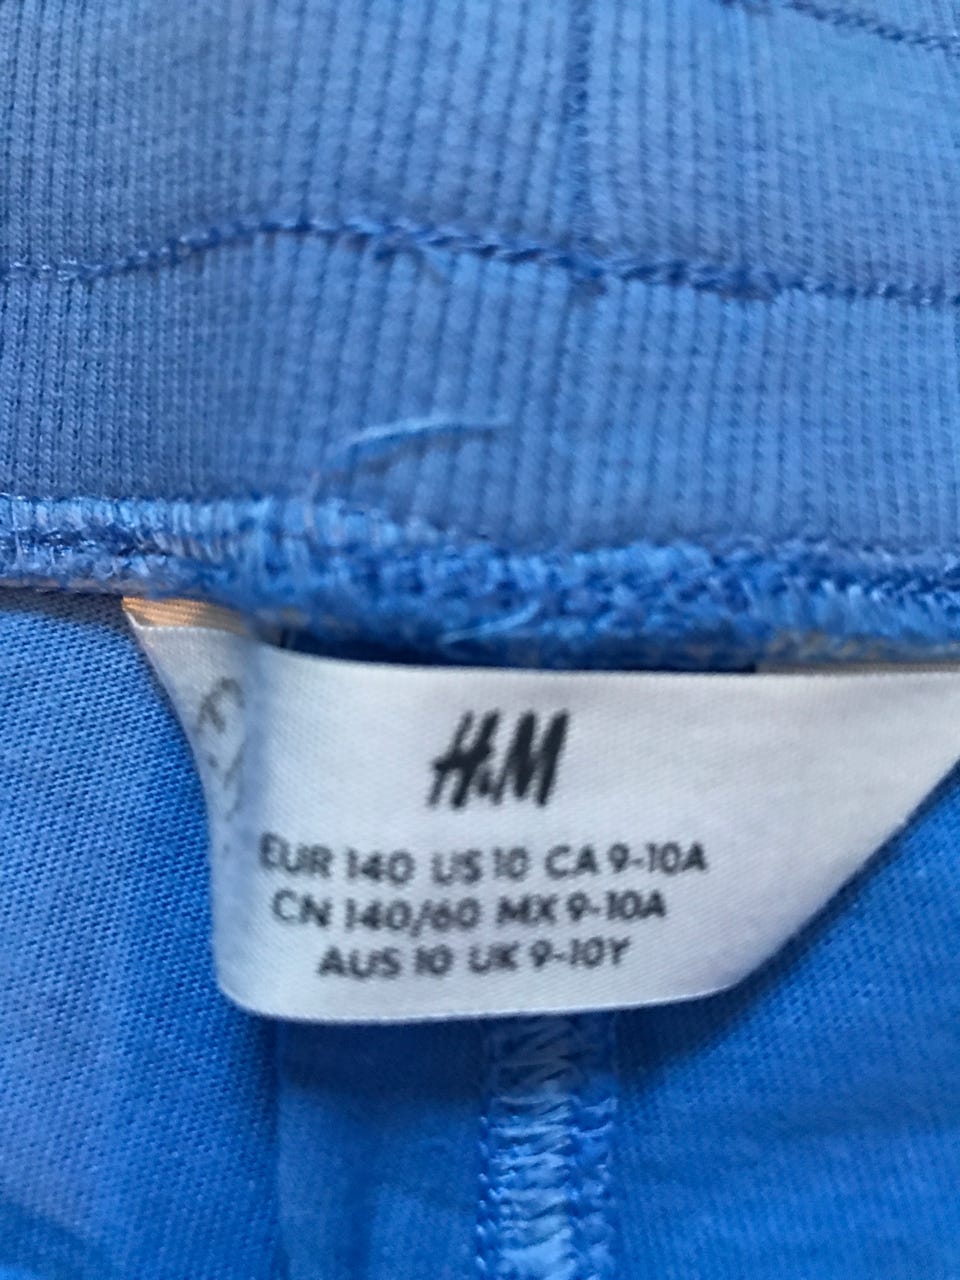 H&M
EUR 140 US 10 CA 9-10A
CN 140/60 MX 9-10A
AUS 10 UK 9-10Y